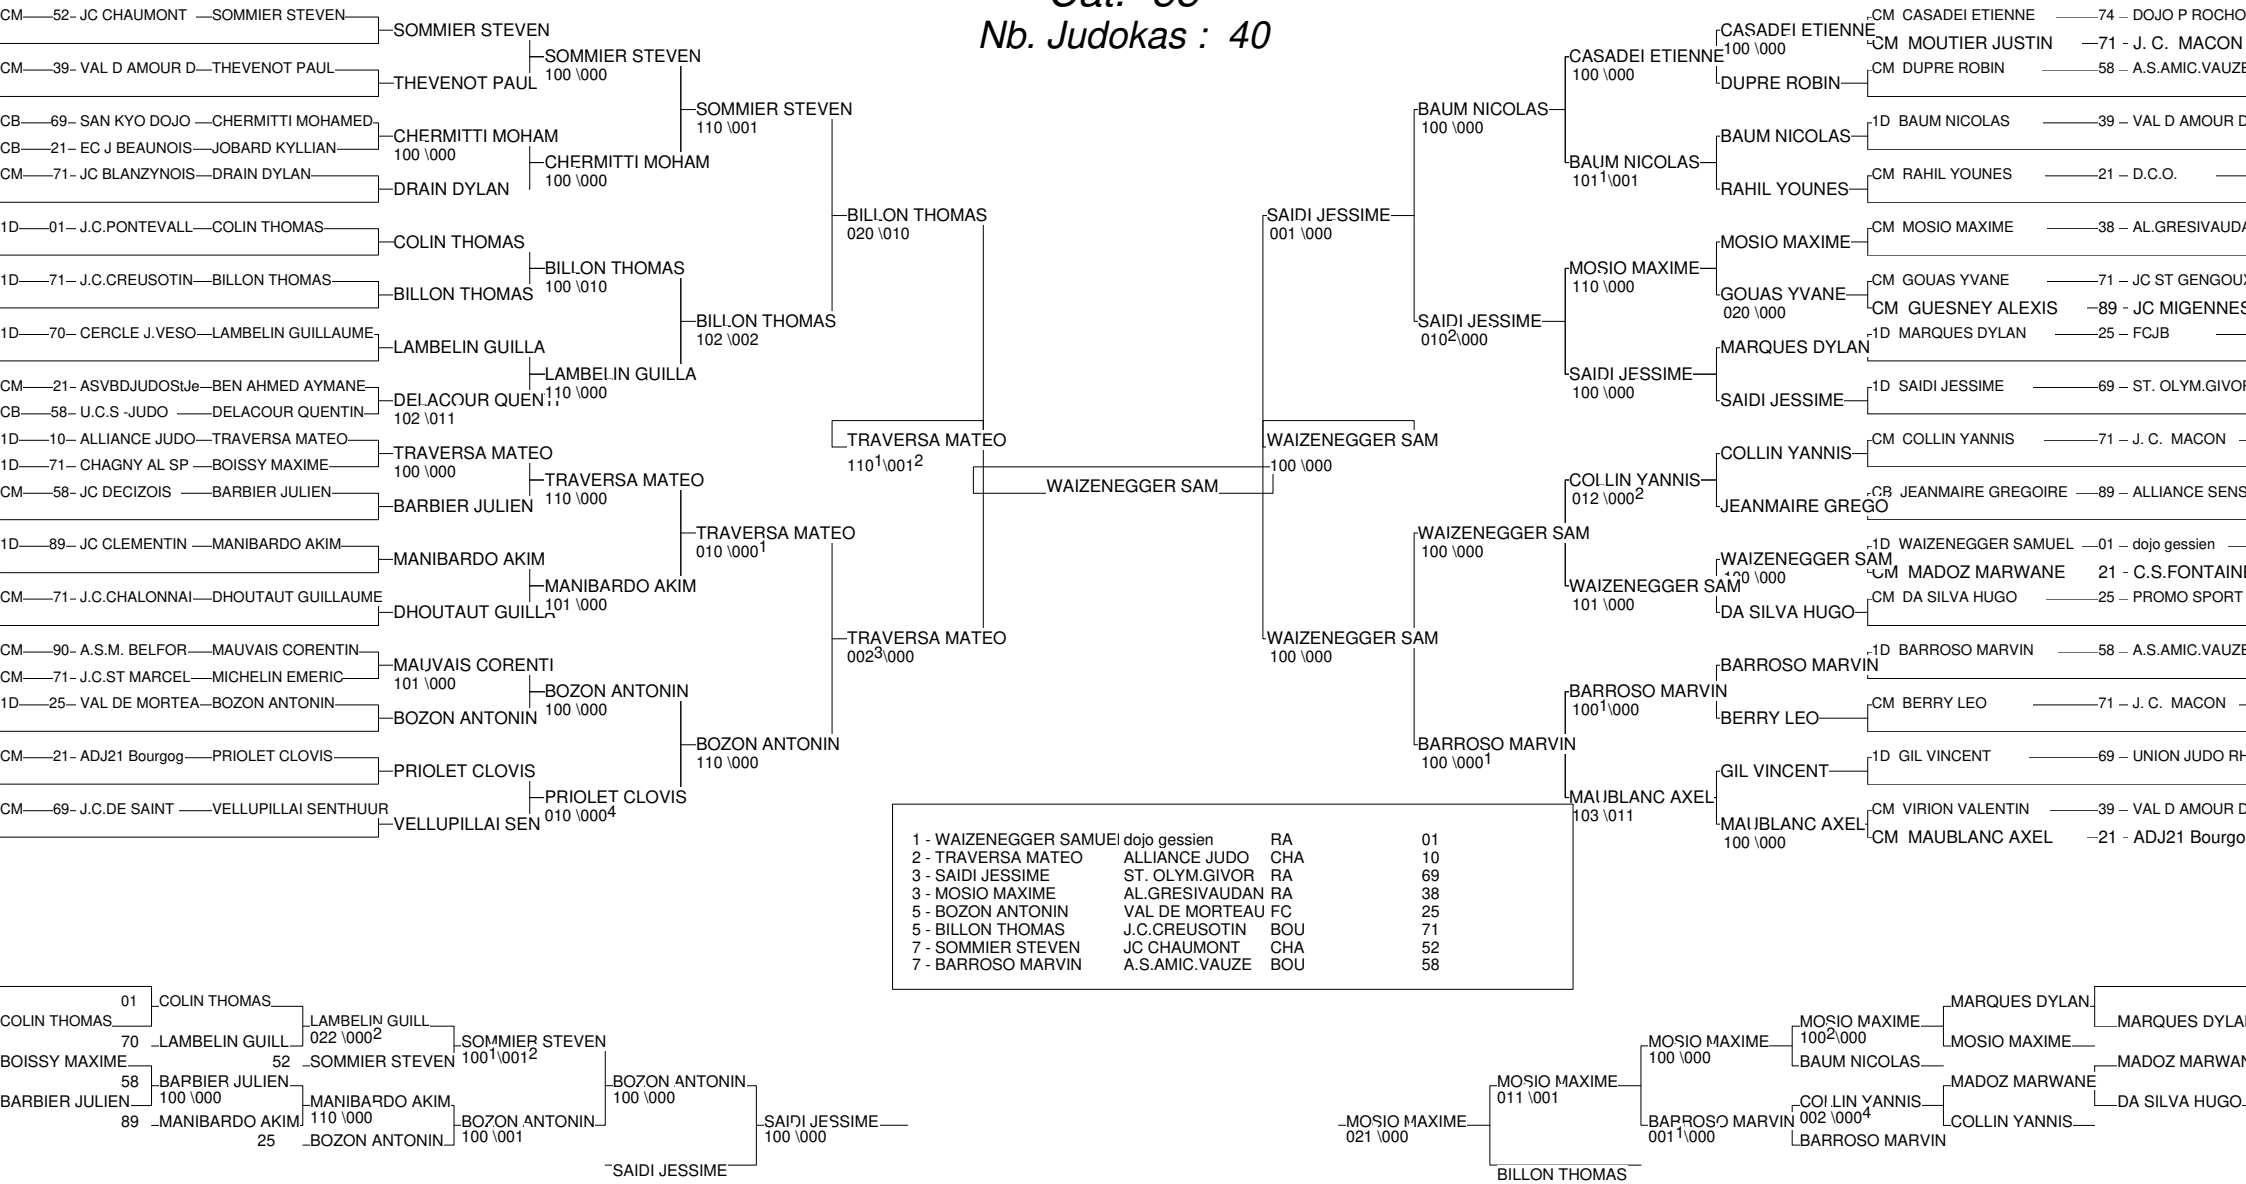 Nb. Judokas : 40
CM 52- JC CHAUMONT SOMMIER STEVEN
SOMMIER STEVEN
SOMMIER STEVEN
100 \000
CM 39- VAL D AMOUR D THEVENOT PAUL
THEVENOT PAUL
SOMMIER STEVEN
110 \001
CB 69- SAN KYO DOJO CHERMITTI MOHAMED
CHERMITTI MOHAM
100 \000
CB 21- EC J BEAUNOIS JOBARD KYLLIAN
CHERMITTI MOHAM
100 \000
CM 71- JC BLANZYNOIS DRAIN DYLAN
DRAIN DYLAN
BILLON THOMAS
020 \010
1D 01- J.C.PONTEVALL COLIN THOMAS
COLIN THOMAS
BILLON THOMAS
100 \010
1D 71- J.C.CREUSOTIN BILLON THOMAS
BILLON THOMAS
BILLON THOMAS
102 \002
1D 70- CERCLE J.VESO LAMBELIN GUILLAUME
LAMBELIN GUILLA
LAMBELIN GUILLA
110 \000
CM 21- ASVBDJUDOStJe BEN AHMED AYMANE
DELACOUR QUENTI
102 \011
CB 58- U.C.S -JUDO DELACOUR QUENTIN
1D 10- ALLIANCE JUDO TRAVERSA MATEO
TRAVERSA MATEO
110¹\001²
TRAVERSA MATEO
100 \000
1D 71- CHAGNY AL SP BOISSY MAXIME
TRAVERSA MATEO
110 \000
CM 58- JC DECIZOIS BARBIER JULIEN
BARBIER JULIEN
TRAVERSA MATEO
010 \000¹
1D 89- JC CLEMENTIN MANIBARDO AKIM
MANIBARDO AKIM
MANIBARDO AKIM
101 \000
CM 71- J.C.CHALONNAI DHOUTAUT GUILLAUME
DHOUTAUT GUILLA
TRAVERSA MATEO
002³\000
CM 90- A.S.M. BELFOR MAUVAIS CORENTIN
MAUVAIS CORENTI
101 \000
CM 71- J.C.ST MARCEL MICHELIN EMERIC
BOZON ANTONIN
100 \000
1D 25- VAL DE MORTEA BOZON ANTONIN
BOZON ANTONIN
BOZON ANTONIN
110 \000
CM 21- ADJ21 Bourgog PRIOLET CLOVIS
PRIOLET CLOVIS
PRIOLET CLOVIS
010 \000⁴
CM 69- J.C.DE SAINT VELLUPILLAI SENTHUUR
VELLUPILLAI SEN
WAIZENEGGER SAM
CASADEI ETIENNE
100 \000
CM CASADEI ETIENNE 74 – DOJO P ROCHO
CM MOUTIER JUSTIN 71 - J. C. MACON
CASADEI ETIENNE
100 \000
CM DUPRE ROBIN 58 – A.S.AMIC.VAUZE
DUPRE ROBIN
BAUM NICOLAS
100 \000
1D BAUM NICOLAS 39 – VAL D AMOUR D
BAUM NICOLAS
BAUM NICOLAS
101¹\001
CM RAHIL YOUNES 21 – D.C.O.
RAHIL YOUNES
SAIDI JESSIME
001 \000
CM MOSIO MAXIME 38 – AL.GRESIVAUDA
MOSIO MAXIME
MOSIO MAXIME
110 \000
CM GOUAS YVANE 71 – JC ST GENGOUX
GOUAS YVANE
020 \000
CM GUESNEY ALEXIS 89 - JC MIGENNES
SAIDI JESSIME
010²\000
1D MARQUES DYLAN 25 – FCJB
MARQUES DYLAN
SAIDI JESSIME
100 \000
1D SAIDI JESSIME 69 – ST. OLYM.GIVOR
SAIDI JESSIME
WAIZENEGGER SAM
100 \000
CM COLLIN YANNIS 71 – J. C. MACON
COLLIN YANNIS
COLLIN YANNIS
012 \000²
CB JEANMAIRE GREGOIRE 89 – ALLIANCE SENS
JEANMAIRE GREGO
WAIZENEGGER SAM
100 \000
1D WAIZENEGGER SAMUEL 01 – dojo gessien
WAIZENEGGER SAM
100 \000
CM MADOZ MARWANE 21 - C.S.FONTAINE
WAIZENEGGER SAM
101 \000
CM DA SILVA HUGO 25 – PROMO SPORT
DA SILVA HUGO
WAIZENEGGER SAM
100 \000
1D BARROSO MARVIN 58 – A.S.AMIC.VAUZE
BARROSO MARVIN
BARROSO MARVIN
100¹\000
CM BERRY LEO 71 – J. C. MACON
BERRY LEO
BARROSO MARVIN
100 \000¹
1D GIL VINCENT 69 – UNION JUDO RH
GIL VINCENT
MAUBLANC AXEL
103 \011
CM VIRION VALENTIN 39 – VAL D AMOUR D
MAUBLANC AXEL
100 \000
CM MAUBLANC AXEL 21 - ADJ21 Bourgo
1 - WAIZENEGGER SAMUEL dojo gessien RA 01
2 - TRAVERSA MATEO ALLIANCE JUDO CHA 10
3 - SAIDI JESSIME ST. OLYM.GIVOR RA 69
3 - MOSIO MAXIME AL.GRESIVAUDAN RA 38
5 - BOZON ANTONIN VAL DE MORTEAU FC 25
5 - BILLON THOMAS J.C.CREUSOTIN BOU 71
7 - SOMMIER STEVEN JC CHAUMONT CHA 52
7 - BARROSO MARVIN A.S.AMIC.VAUZE BOU 58
01 COLIN THOMAS
COLIN THOMAS
LAMBELIN GUILL
022 \000²
70 LAMBELIN GUILL
SOMMIER STEVEN
100¹\001²
BOISSY MAXIME
52 SOMMIER STEVEN
58 BARBIER JULIEN
100 \000
BOZON ANTONIN
100 \000
BARBIER JULIEN
MANIBARDO AKIM
110 \000
89 MANIBARDO AKIM
BOZON ANTONIN
100 \001
25 BOZON ANTONIN
SAIDI JESSIME
100 \000
SAIDI JESSIME
MARQUES DYLAN
MARQUES DYLAN
MOSIO MAXIME
100²\000
MOSIO MAXIME
MOSIO MAXIME
100 \000
BAUM NICOLAS
MADOZ MARWAN
MOSIO MAXIME
011 \001
MADOZ MARWANE
COLLIN YANNIS
002 \000⁴
DA SILVA HUGO
COLLIN YANNIS
BARROSO MARVIN
001¹\000
BARROSO MARVIN
MOSIO MAXIME
021 \000
BILLON THOMAS